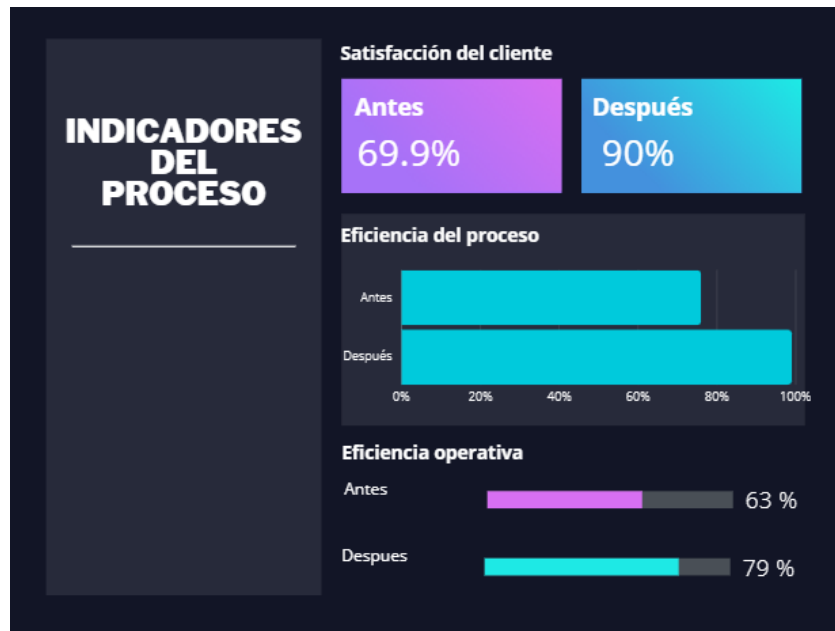 INDICADORES
DEL
PROCESO
Satisfacción del cliente
Antes
69.9%
Después
90%
Eficiencia del proceso
Antes
Después
0% 20% 40% 60% 80% 100%
Eficiencia operativa
Antes
63 %
Despues
79 %